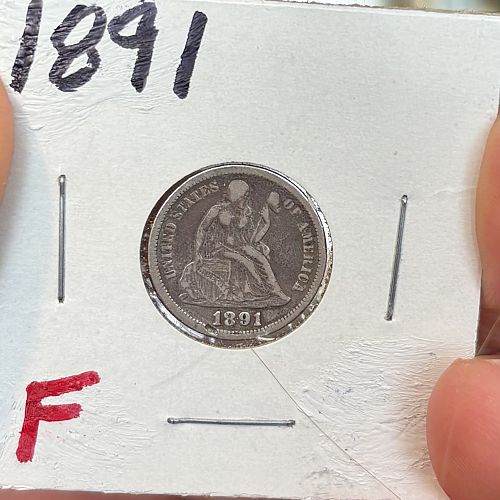 1891
UNITED STATES OF AMERICA
1891
F